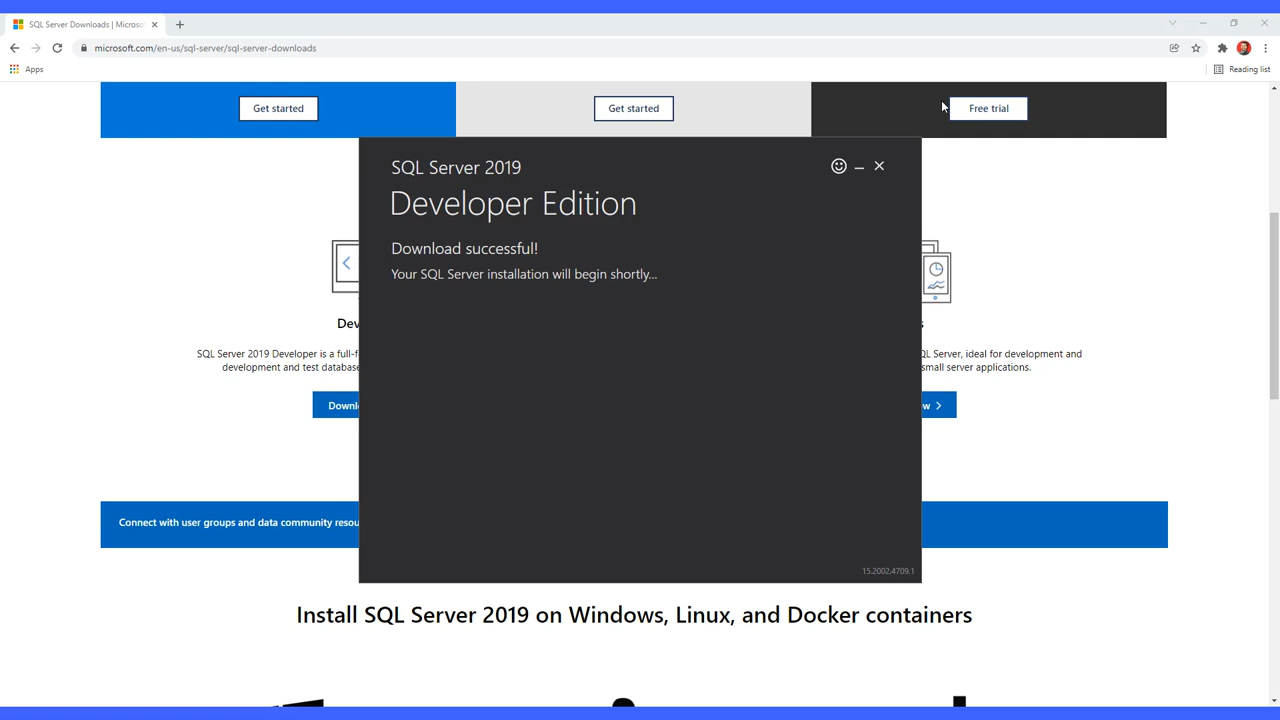 SQL Server Downloads | Microso
microsoft.com/en-us/sql-server/sql-server-downloads
Apps
Reading list
Get started
Get started
Free trial
SQL Server 2019
Developer Edition
Download successful!
Your SQL Server installation will begin shortly...
15.2002.4709.1
Dev
s
SQL Server 2019 Developer is a full-f
development and test database
QL Server, ideal for development and
small server applications.
Downl
w
Connect with user groups and data community resou
Install SQL Server 2019 on Windows, Linux, and Docker containers